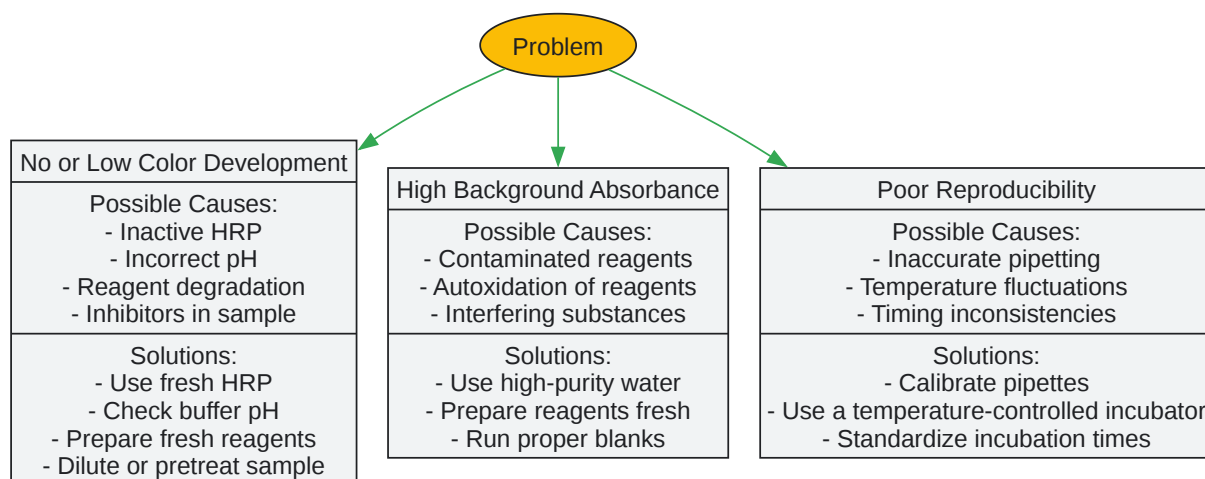 Problem
No or Low Color Development
Possible Causes:
- Inactive HRP
- Incorrect pH
- Reagent degradation
- Inhibitors in sample
Solutions:
- Use fresh HRP
- Check buffer pH
- Prepare fresh reagents
- Dilute or pretreat sample
High Background Absorbance
Possible Causes:
- Contaminated reagents
- Autoxidation of reagents
- Interfering substances
Solutions:
- Use high-purity water
- Prepare reagents fresh
- Run proper blanks
Poor Reproducibility
Possible Causes:
- Inaccurate pipetting
- Temperature fluctuations
- Timing inconsistencies
Solutions:
- Calibrate pipettes
- Use a temperature-controlled incubator
- Standardize incubation times